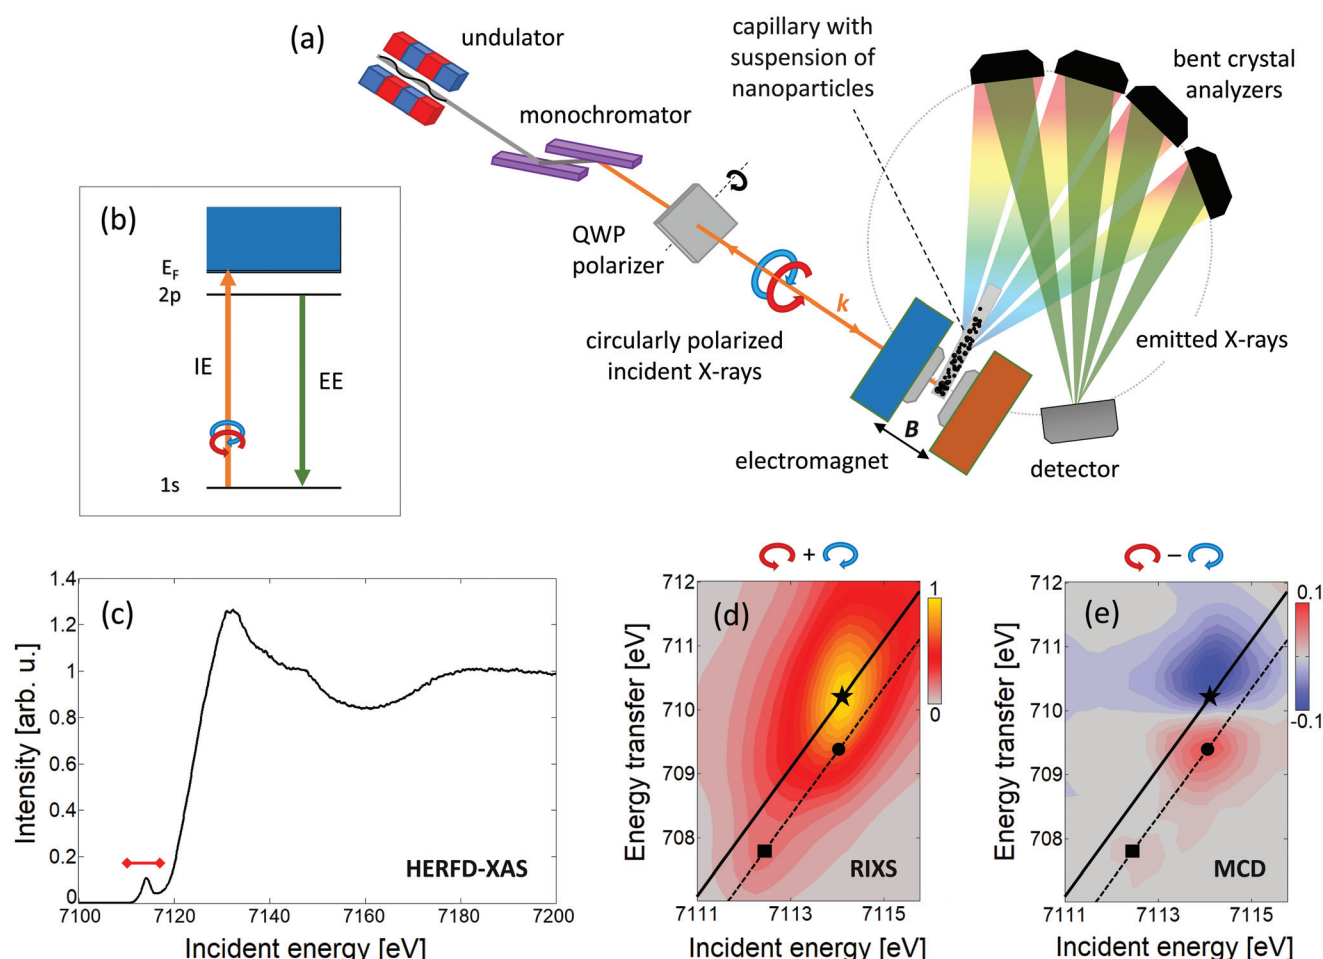 (a)
undulator
monochromator
QWP
polarizer
circularly polarized
incident X-rays
k
capillary with
suspension of
nanoparticles
bent crystal
analyzers
emitted X-rays
B
electromagnet
detector
(b)
E_F
2p
IE
EE
1s
(c)
Intensity [arb. u.]
1.4
1.2
1
0.8
0.6
0.4
0.2
0
HERFD-XAS
7100
7120
7140
7160
7180
7200
Incident energy [eV]
+
(d)
Energy transfer [eV]
712
711
710
709
708
1
0
RIXS
7111
7113
7115
Incident energy [eV]
−
(e)
Energy transfer [eV]
712
711
710
709
708
0.1
0
-0.1
MCD
7111
7113
7115
Incident energy [eV]